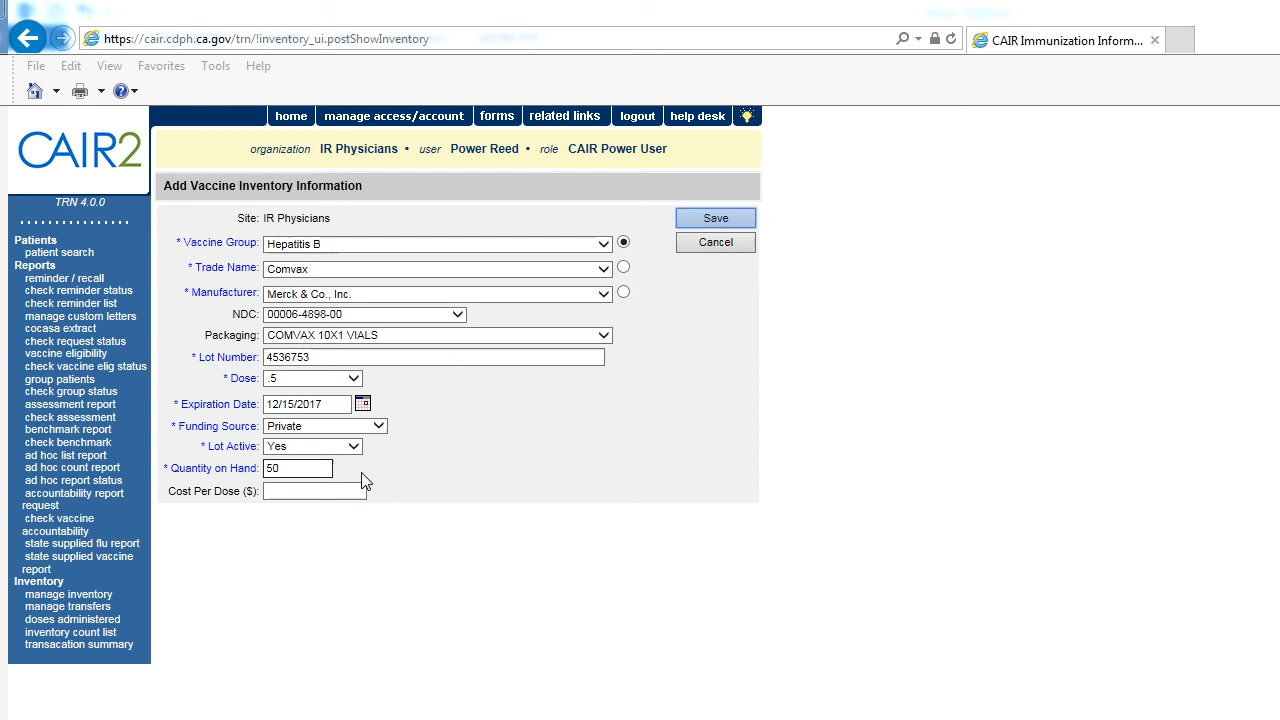 https://cair.cdph.ca.gov/trn/!inventory_ui.postShowInventory
CAIR Immunization Inform...
File Edit View Favorites Tools Help
home manage access/account forms related links logout help desk
CAIR2
organization IR Physicians • user Power Reed • role CAIR Power User
TRN 4.0.0
Patients
patient search
Reports
reminder / recall
check reminder status
check reminder list
manage custom letters
cocasa extract
check request status
vaccine eligibility
check vaccine elig status
group patients
check group status
assessment report
check assessment
benchmark report
check benchmark
ad hoc list report
ad hoc count report
ad hoc report status
accountability report
request
check vaccine
accountability
state supplied flu report
state supplied vaccine
report
Inventory
manage inventory
manage transfers
doses administered
inventory count list
transacation summary
Add Vaccine Inventory Information
Site: IR Physicians
Save
* Vaccine Group: Hepatitis B
Cancel
* Trade Name: Comvax
* Manufacturer: Merck & Co., Inc.
NDC: 00006-4898-00
Packaging: COMVAX 10X1 VIALS
* Lot Number: 4536753
* Dose: .5
* Expiration Date: 12/15/2017
* Funding Source: Private
* Lot Active: Yes
* Quantity on Hand: 50
Cost Per Dose ($):